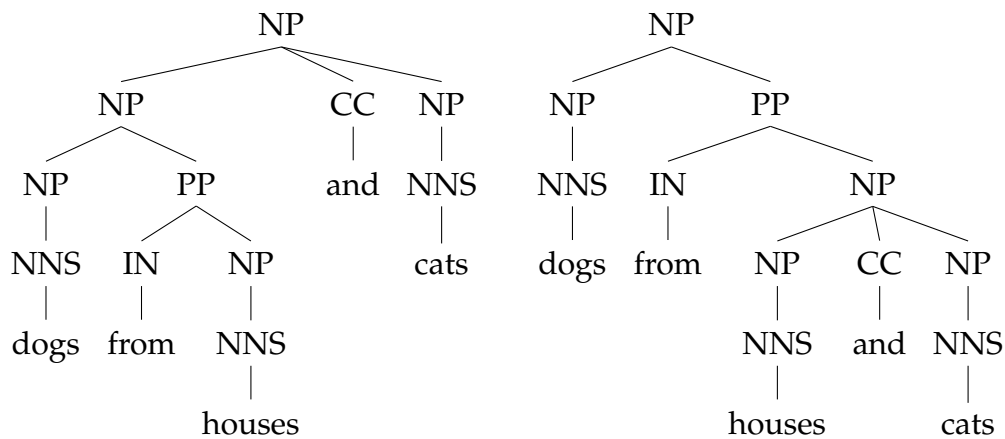 NP NP
NP CC NP NP PP
NP PP and NNS NNS IN NP
NNS IN NP cats dogs from NP CC NP
dogs from NNS NNS and NNS
houses houses cats